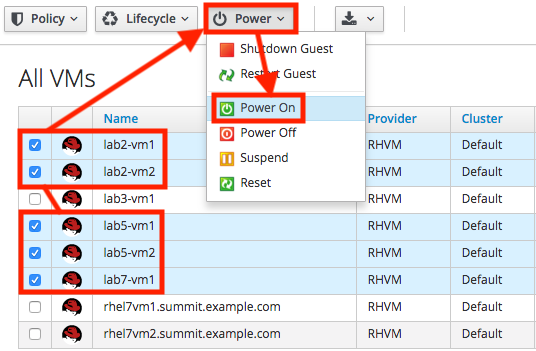 Policy Lifecycle Power
Shutdown Guest
Restart Guest
Power On
Power Off
Suspend
Reset
All VMs
Name Provider Cluster
lab2-vm1 RHVM Default
lab2-vm2 RHVM Default
lab3-vm1 RHVM Default
lab5-vm1 RHVM Default
lab5-vm2 RHVM Default
lab7-vm1 RHVM Default
rhel7vm1.summit.example.com RHVM Default
rhel7vm2.summit.example.com RHVM Default